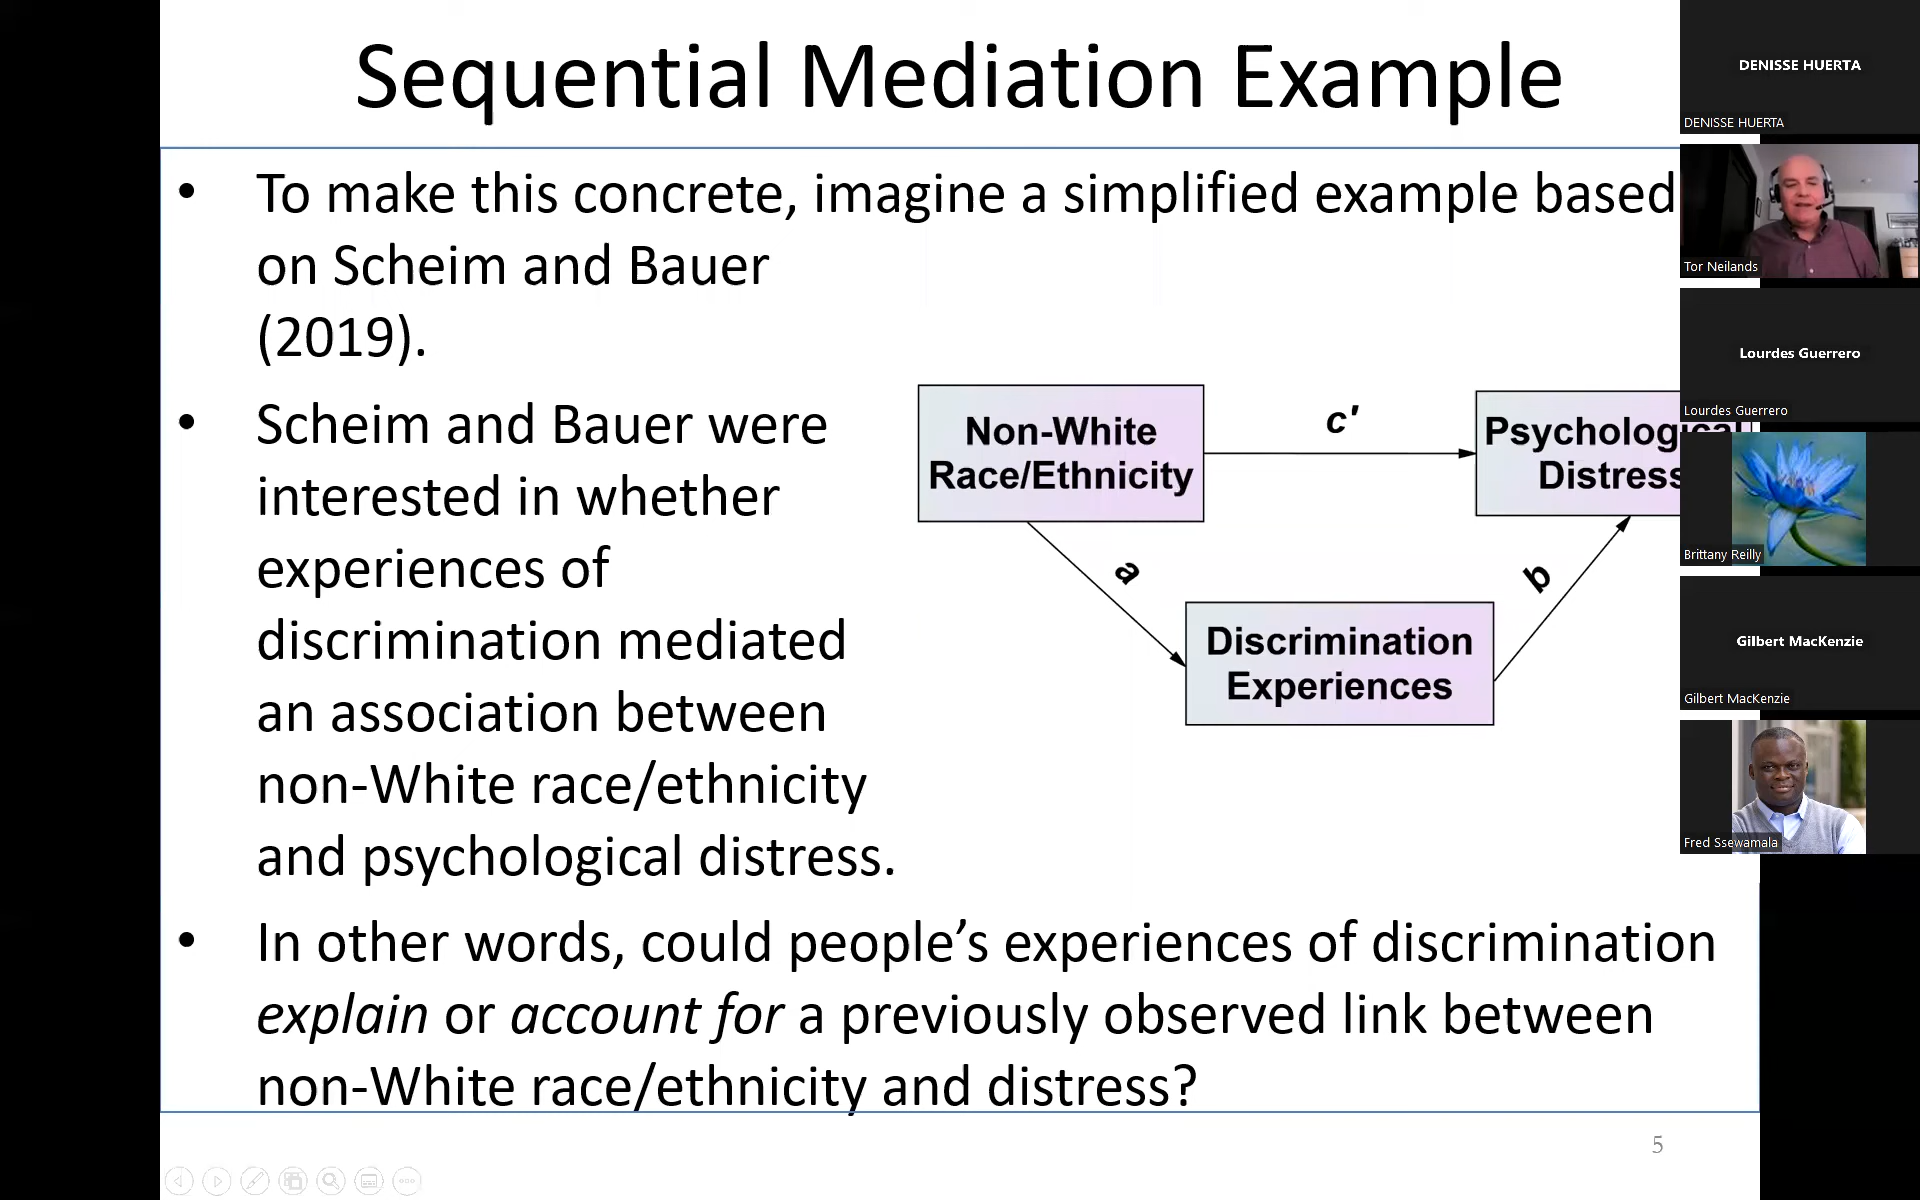 Sequential Mediation Example
• To make this concrete, imagine a simplified example based
on Scheim and Bauer
(2019).
• Scheim and Bauer were
interested in whether
experiences of
discrimination mediated
an association between
non-White race/ethnicity
and psychological distress.
Non-White
Race/Ethnicity
c'
Psychological
Distress
a
b
Discrimination
Experiences
• In other words, could people’s experiences of discrimination
explain or account for a previously observed link between
non-White race/ethnicity and distress?
5
DENISSE HUERTA
DENISSE HUERTA
Tor Neilands
Lourdes Guerrero
Lourdes Guerrero
Brittany Reilly
Gilbert MacKenzie
Gilbert MacKenzie
Fred Ssewamala